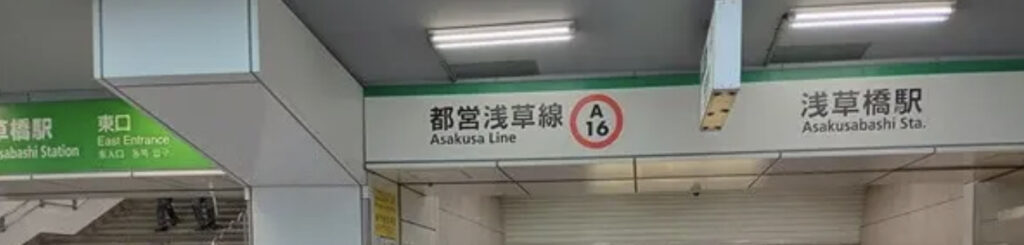 草橋駅
sabashi Station
東口
East Entrance
都営浅草線
Asakusa Line
A
16
浅草橋駅
Asakusabashi Sta.